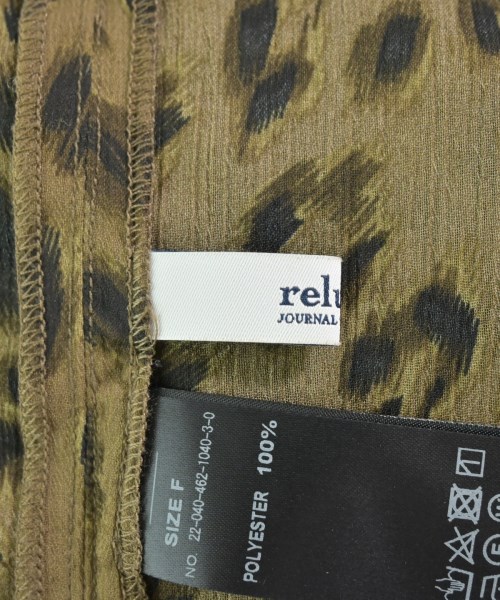 relu
JOURNAL
SIZE F
NO. 22-040-462-1040-3-0
POLYESTER 100%